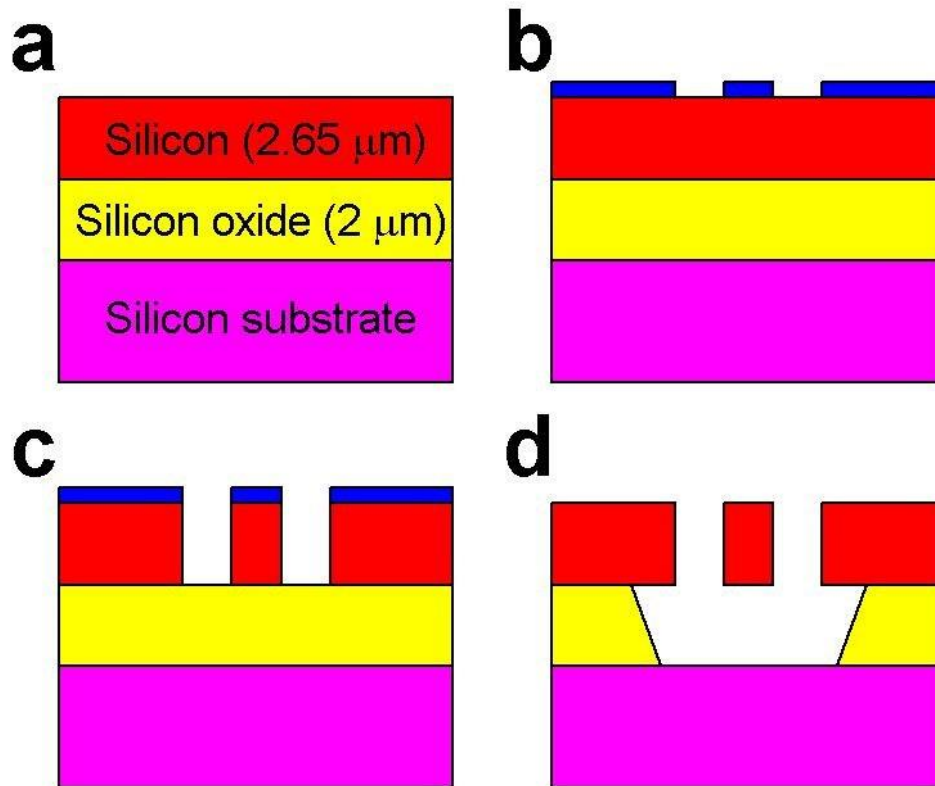 a
b
Silicon (2.65 μm)
Silicon oxide (2 μm)
Silicon substrate
c
d